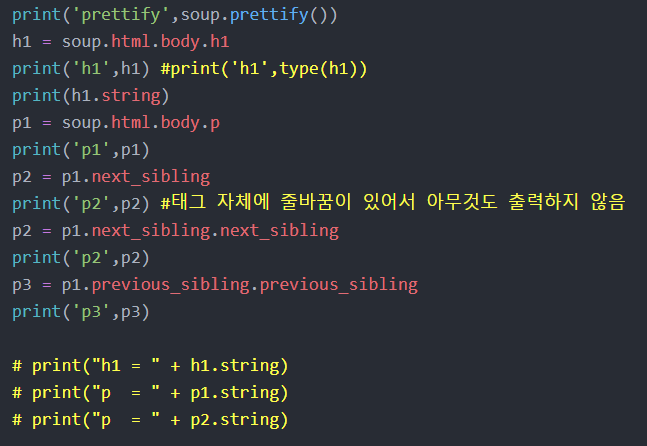 print('prettify',soup.prettify())
h1 = soup.html.body.h1
print('h1',h1) #print('h1',type(h1))
print(h1.string)
p1 = soup.html.body.p
print('p1',p1)
p2 = p1.next_sibling
print('p2',p2) #태그 자체에 줄바꿈이 있어서 아무것도 출력하지 않음
p2 = p1.next_sibling.next_sibling
print('p2',p2)
p3 = p1.previous_sibling.previous_sibling
print('p3',p3)

# print("h1 = " + h1.string)
# print("p  = " + p1.string)
# print("p  = " + p2.string)